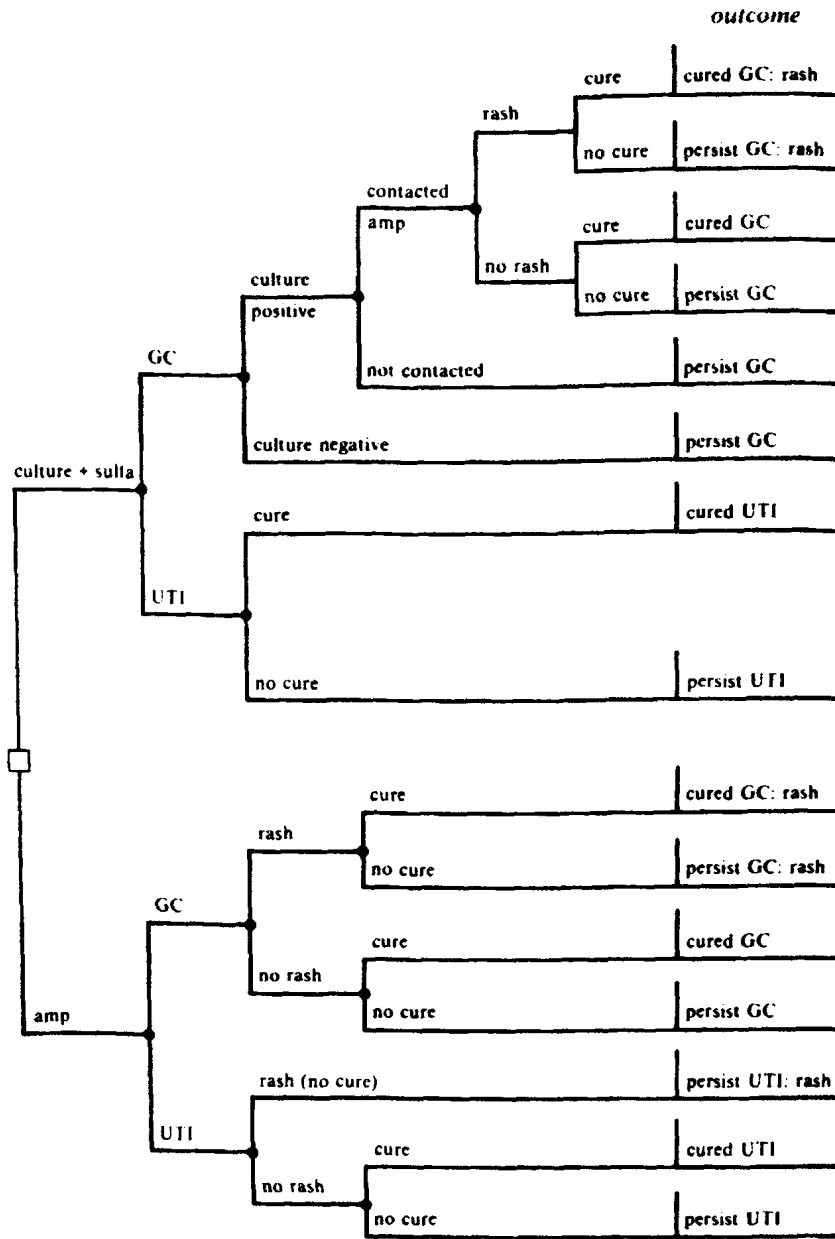 outcome
cure
cured GC: rash
rash
no cure
persist GC: rash
contacted
amp
cure
cured GC
no rash
no cure
persist GC
culture
positive
GC
not contacted
persist GC
culture negative
persist GC
culture + sulfa
cure
cured UTI
UTI
no cure
persist UTI
cure
cured GC: rash
rash
no cure
persist GC: rash
GC
cure
cured GC
no rash
no cure
persist GC
amp
rash (no cure)
persist UTI: rash
UTI
cure
cured UTI
no rash
no cure
persist UTI